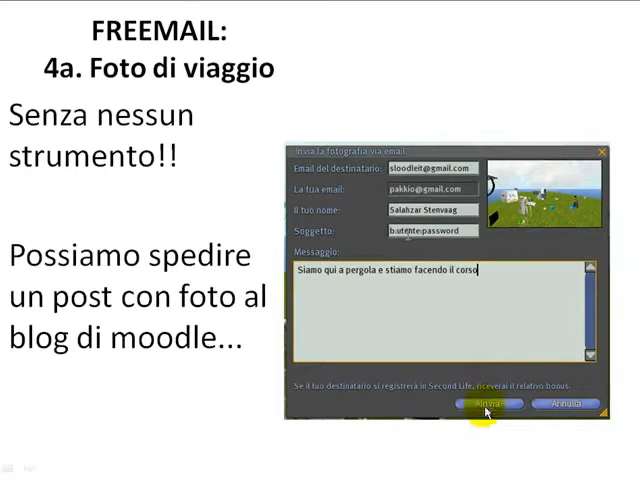 FREEMAIL:
4a. Foto di viaggio
Senza nessun
strumento!!
Possiamo spedire
un post con foto al
blog di moodle...
Invia la fotografia via email
Email del destinatario: sloodleit@gmail.com
La tua email: pakkio@gmail.com
Il tuo nome: Salahzar Stenvaag
Soggetto: b:utente:password
Messaggio:
Siamo qui a pergola e stiamo facendo il corso
Se il tuo destinatario si registrerà in Second Life, riceverai il relativo bonus.
Invia Annulla